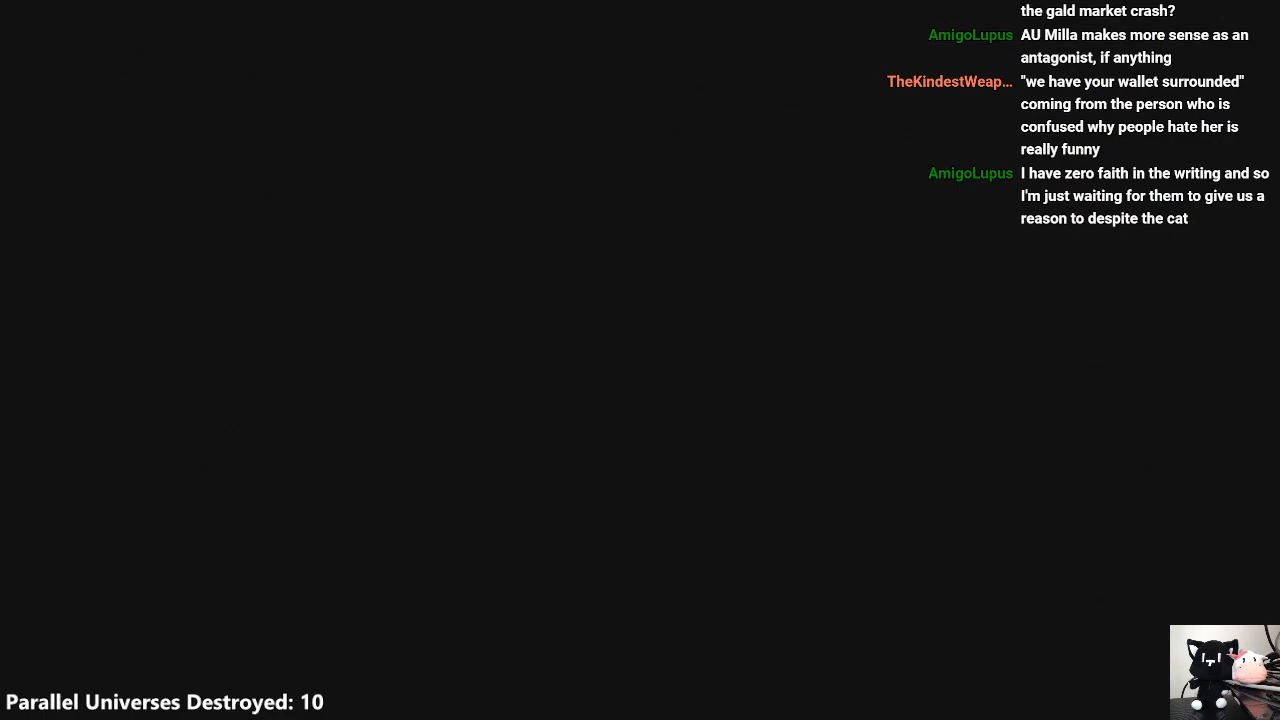 the gald market crash?
AmigoLupus AU Milla makes more sense as an
antagonist, if anything
TheKindestWeap… "we have your wallet surrounded"
coming from the person who is
confused why people hate her is
really funny
AmigoLupus I have zero faith in the writing and so
I'm just waiting for them to give us a
reason to despite the cat
Parallel Universes Destroyed: 10